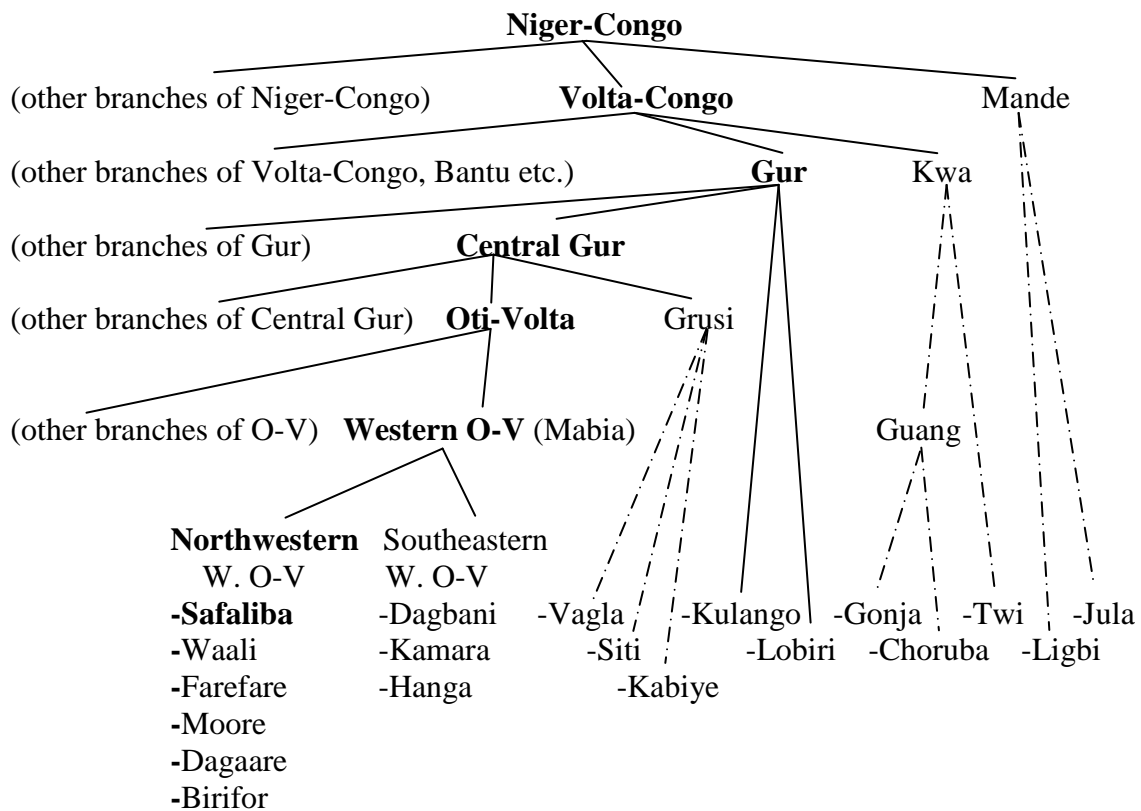 Niger-Congo
(other branches of Niger-Congo) Volta-Congo Mande
(other branches of Volta-Congo, Bantu etc.) Gur Kwa
(other branches of Gur) Central Gur
(other branches of Central Gur) Oti-Volta Grusi
(other branches of O-V) Western O-V (Mabia) Guang
Northwestern Southeastern
W. O-V W. O-V
-Safaliba -Dagbani -Vagla -Kulango -Gonja -Twi -Jula
-Waali -Kamara -Siti -Lobiri -Choruba -Ligbi
-Farefare -Hanga -Kabiye
-Moore
-Dagaare
-Birifor